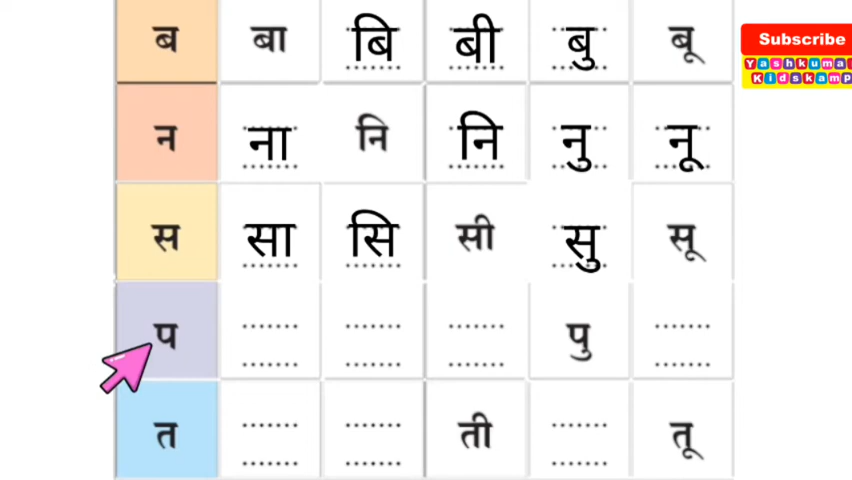 ब बा बि बी बु बू
न ना नि नि नु नू
स सा सि सी सु सू
प पु
त ती तू
Subscribe
Yashkumar
Kidskamp